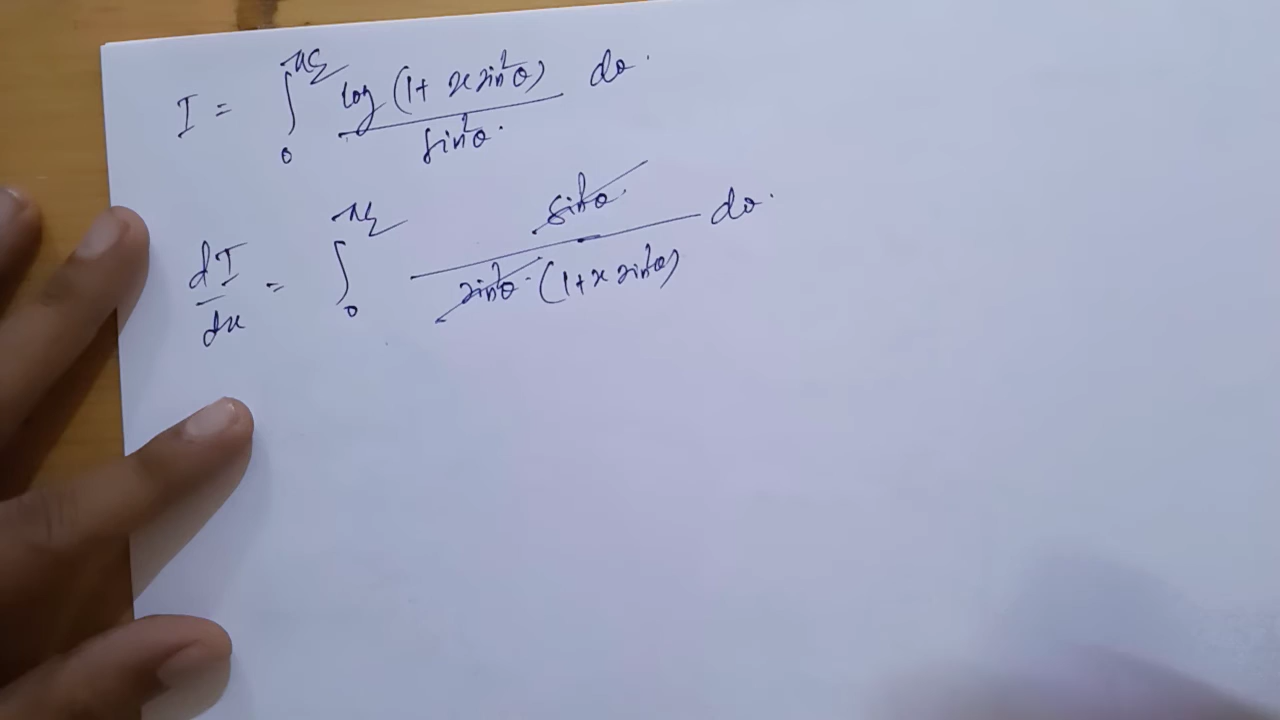 I = ∫₀^{π/2} log (1 + x sin²θ) / sin²θ dθ.
dI/dx = ∫₀^{π/2} sin²θ / sin²θ · (1 + x sin²θ) dθ.